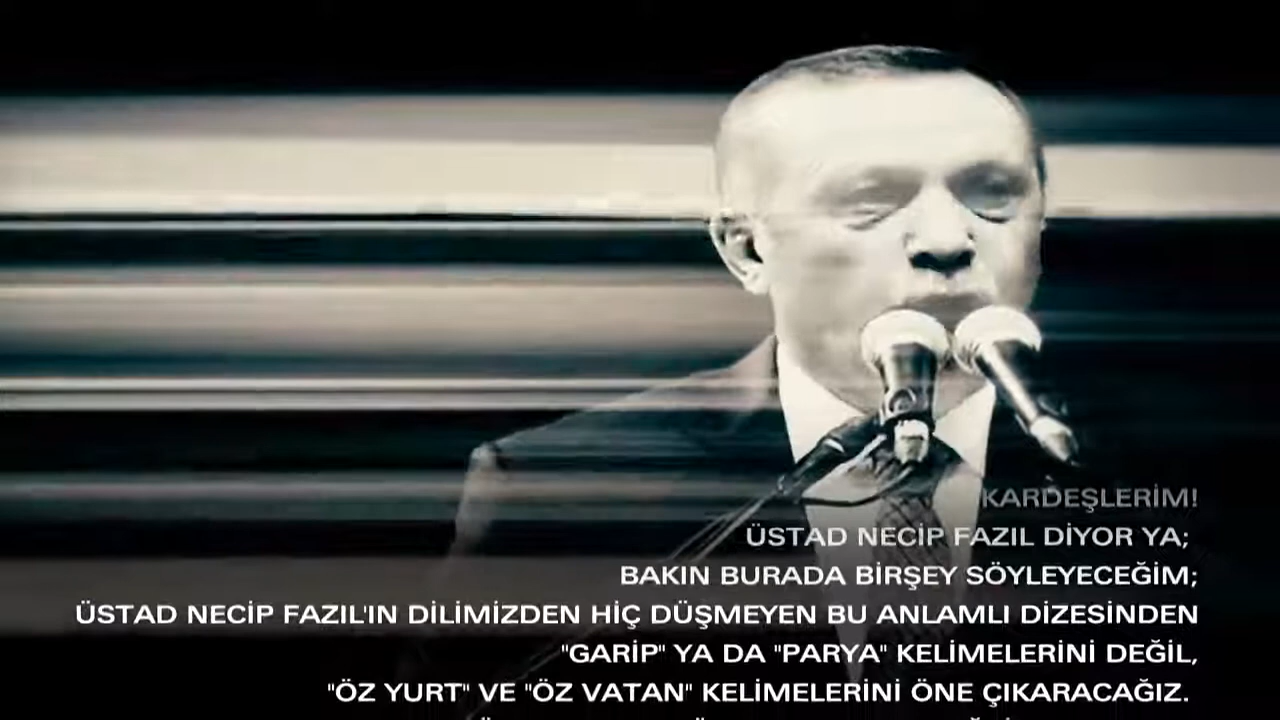 KARDEŞLERİM!
ÜSTAD NECİP FAZIL DİYOR YA;
BAKIN BURADA BİRŞEY SÖYLEYECEĞİM;
ÜSTAD NECİP FAZIL'IN DİLİMİZDEN HİÇ DÜŞMEYEN BU ANLAMLI DİZESİNDEN
"GARİP" YA DA "PARYA" KELİMELERİNİ DEĞİL,
"ÖZ YURT" VE "ÖZ VATAN" KELİMELERİNİ ÖNE ÇIKARACAĞIZ.